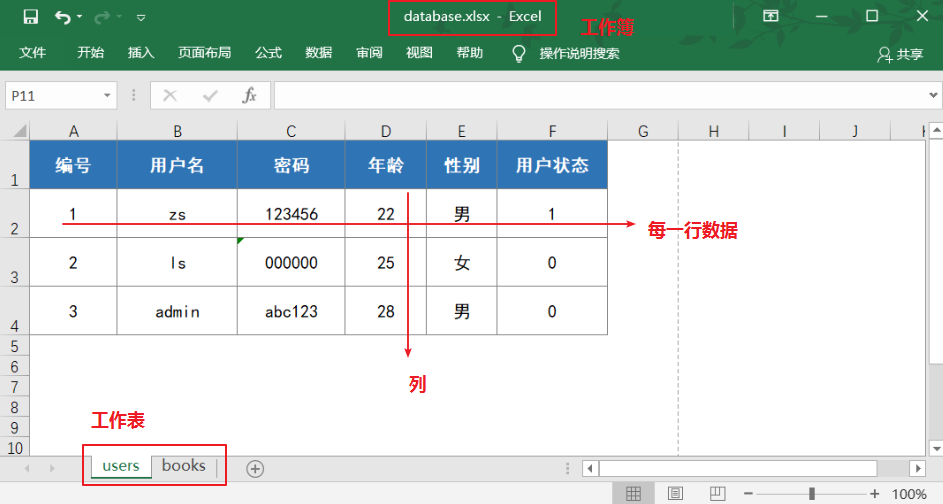 database.xlsx - Excel
工作簿
文件 开始 插入 页面布局 公式 数据 审阅 视图 帮助 操作说明搜索 共享
P11 fx
A B C D E F G H I J
1 编号 用户名 密码 年龄 性别 用户状态
2 1 zs 123456 22 男 1
每一行数据
3 2 ls 000000 25 女 0
4 3 admin abc123 28 男 0
5
6
列
7
8
工作表
9
10
users books
100%